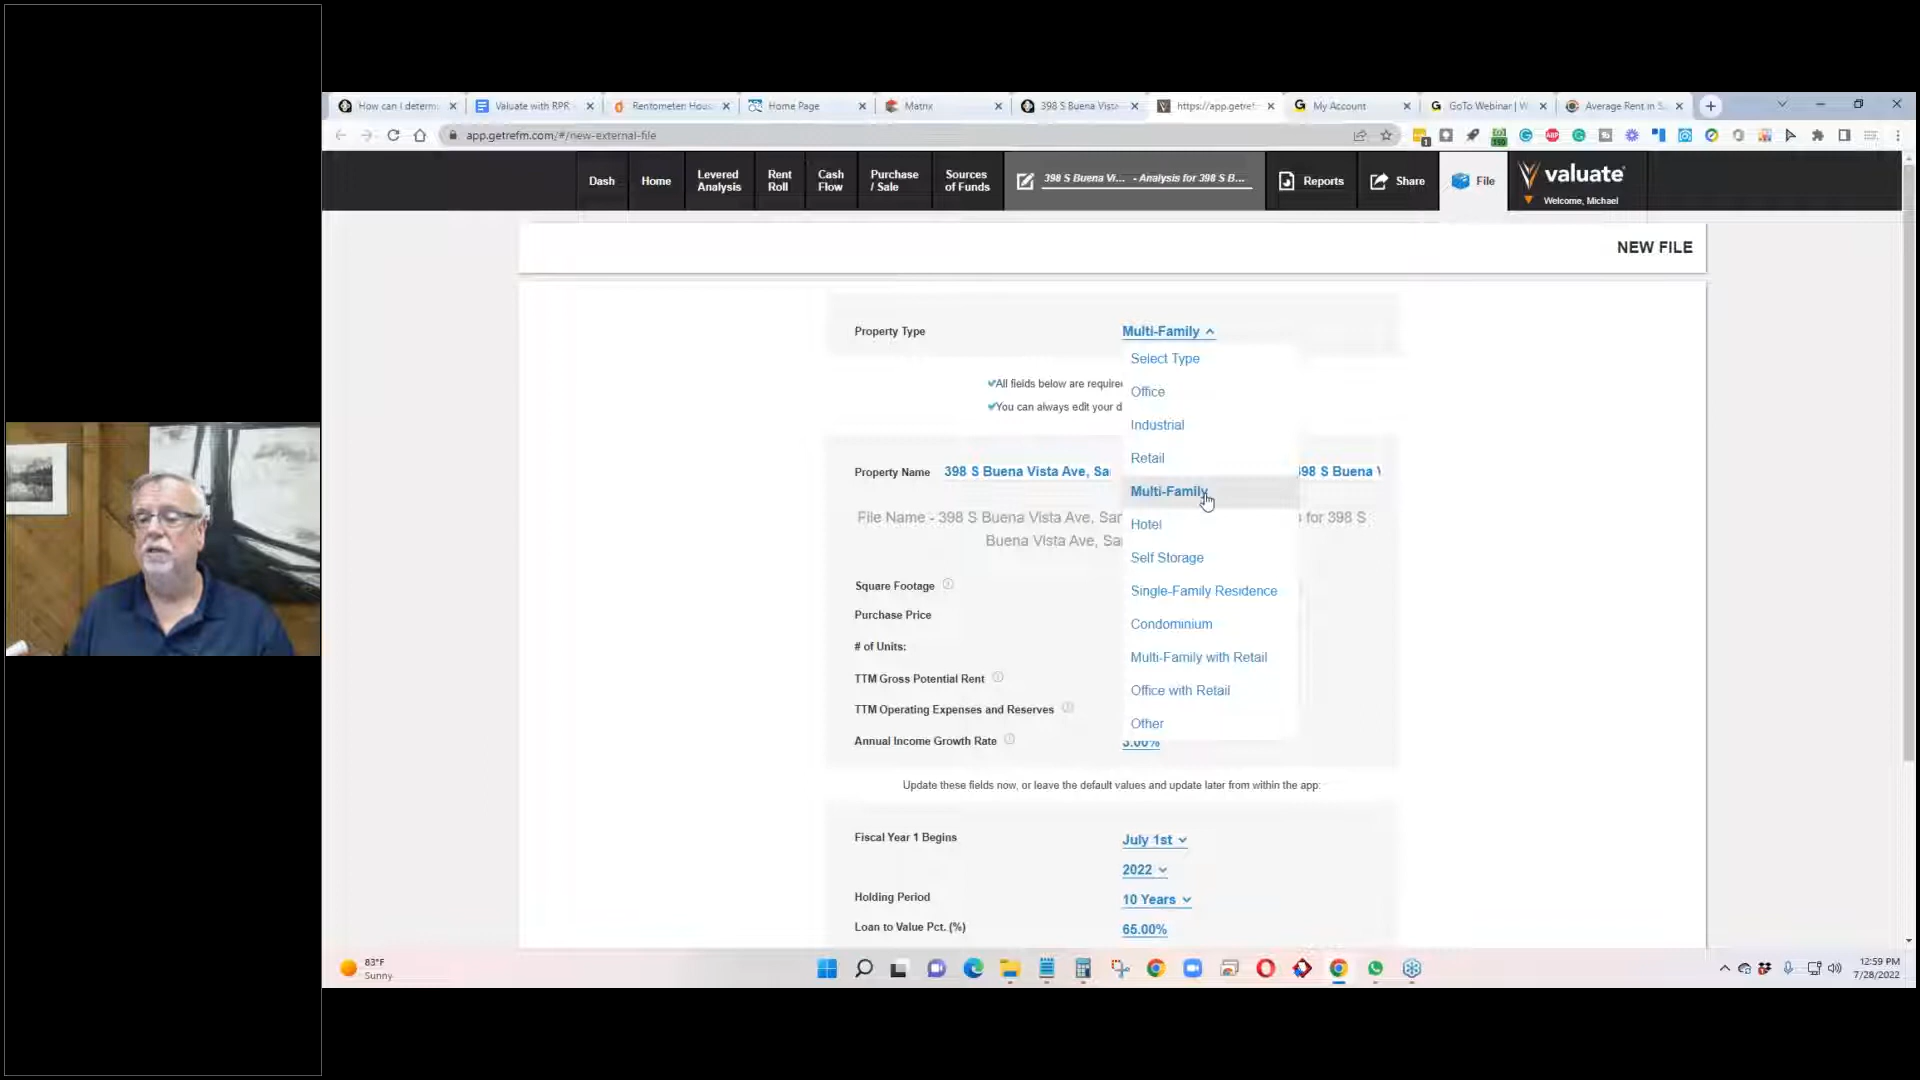 How can I determ
Valuate with RPR
Rentometer: Hous
Home Page
Matrix
398 S Buena Vista
https://app.getref
My Account
GoTo Webinar | W
Average Rent in S
app.getrefm.com/#/new-external-file
Dash
Home
Levered Analysis
Rent Roll
Cash Flow
Purchase / Sale
Sources of Funds
398 S Buena Vi... - Analysis for 398 S B...
Reports
Share
File
valuate
Welcome, Michael
NEW FILE
Property Type
Multi-Family
Select Type
Office
Industrial
Retail
Multi-Family
Hotel
Self Storage
Single-Family Residence
Condominium
Multi-Family with Retail
Office with Retail
Other
All fields below are require
You can always edit your d
Property Name 398 S Buena Vista Ave, Sa
398 S Buena V
File Name - 398 S Buena Vista Ave, San
for 398 S
Buena Vista Ave, Sa
Square Footage
Purchase Price
# of Units:
TTM Gross Potential Rent
TTM Operating Expenses and Reserves
Annual Income Growth Rate
3.00%
Update these fields now, or leave the default values and update later from within the app:
Fiscal Year 1 Begins July 1st
2022
Holding Period 10 Years
Loan to Value Pct. (%) 65.00%
83°F
Sunny
12:59 PM
7/28/2022